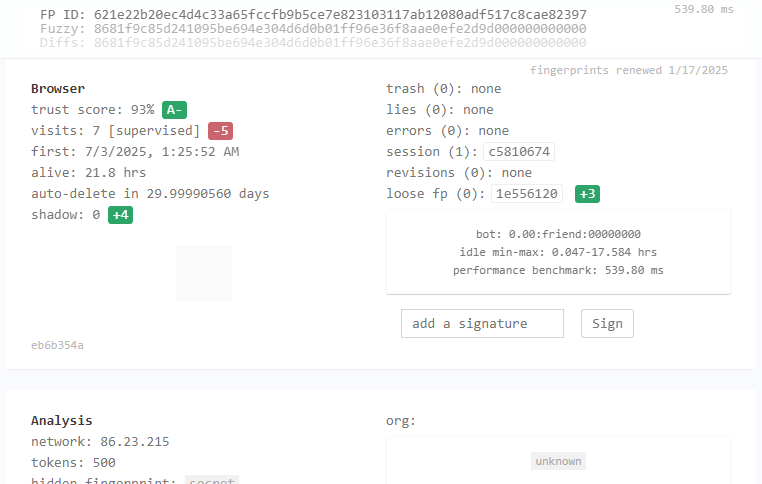 FP ID: 621e22b20ec4d4c33a65fccfb9b5ce7e823103117ab12080adf517c8cae82397
539.80 ms
Fuzzy: 8681f9c85d241095be694e304d6d0b01ff96e36f8aae0efe2d9d000000000000
Diffs: 8681f9c85d241095be694e304d6d0b01ff96e36f8aae0efe2d9d000000000000
fingerprints renewed 1/17/2025
Browser
trust score: 93% A-
visits: 7 [supervised] -5
first: 7/3/2025, 1:25:52 AM
alive: 21.8 hrs
auto-delete in 29.99990560 days
shadow: 0 +4
eb6b354a
trash (0): none
lies (0): none
errors (0): none
session (1): c5810674
revisions (0): none
loose fp (0): 1e556120 +3
bot: 0.00:friend:00000000
idle min-max: 0.047-17.584 hrs
performance benchmark: 539.80 ms
add a signature Sign
Analysis
network: 86.23.215
tokens: 500
hidden fingerprint: secret
org:
unknown